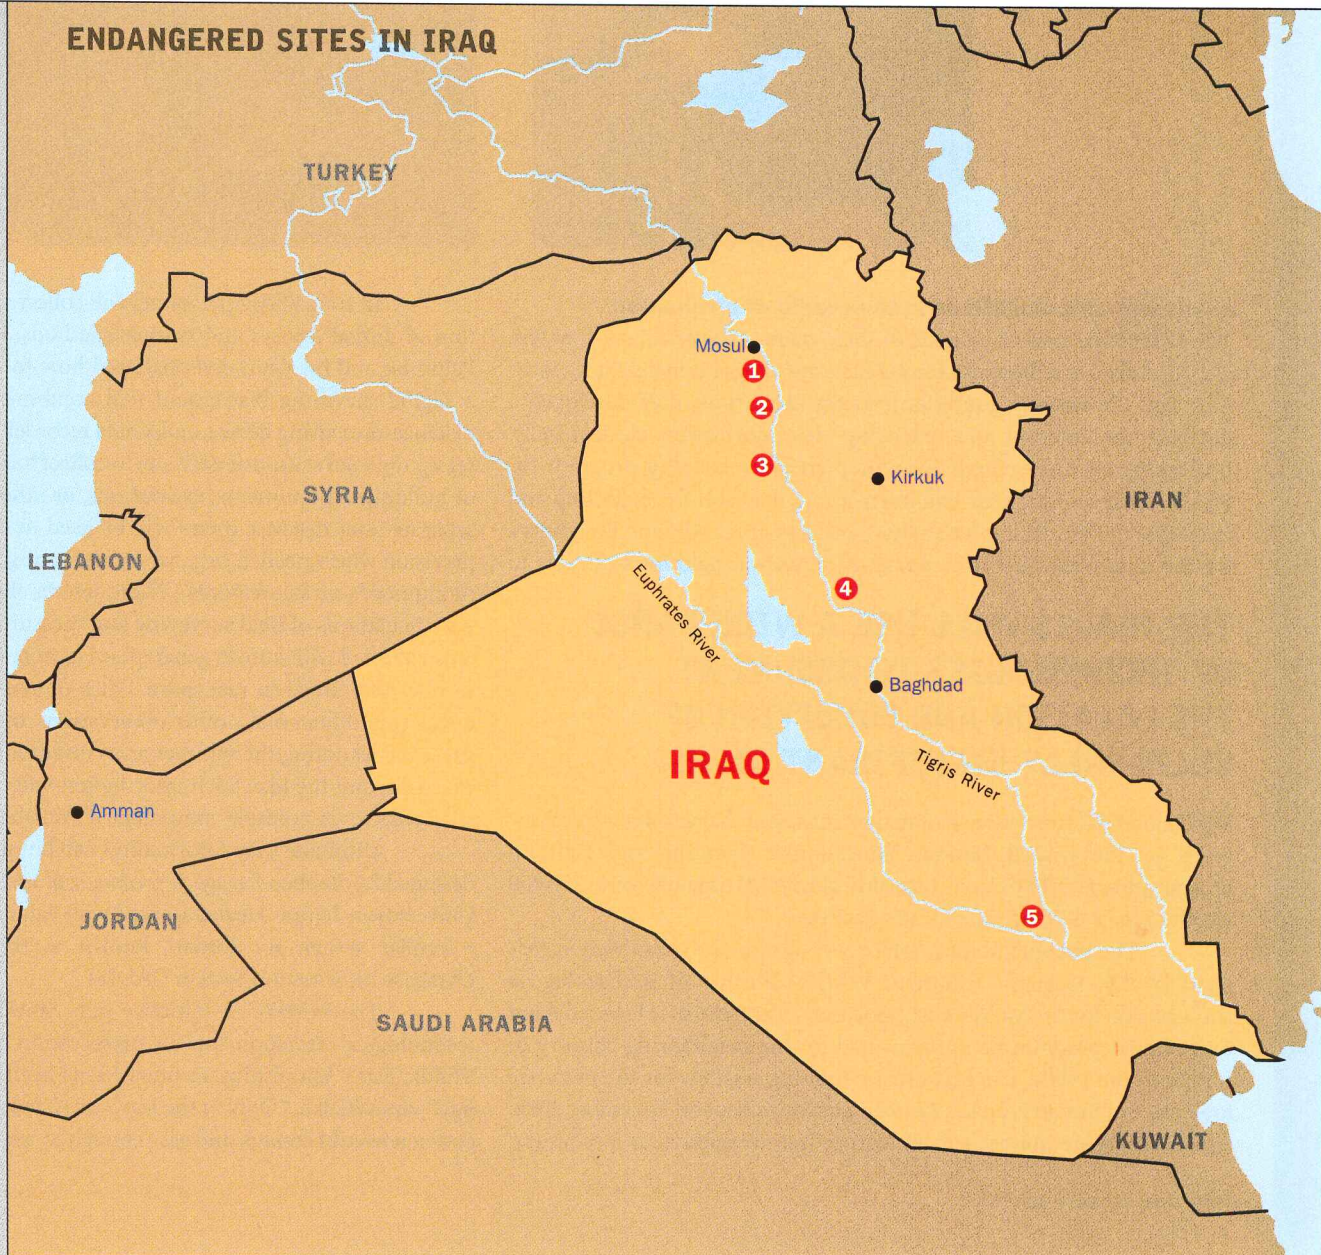 ENDANGERED SITES IN IRAQ
TURKEY
Mosul
1
2
3
Kirkuk
SYRIA
IRAN
LEBANON
Euphrates River
4
Baghdad
IRAQ
Tigris River
Amman
5
JORDAN
SAUDI ARABIA
KUWAIT